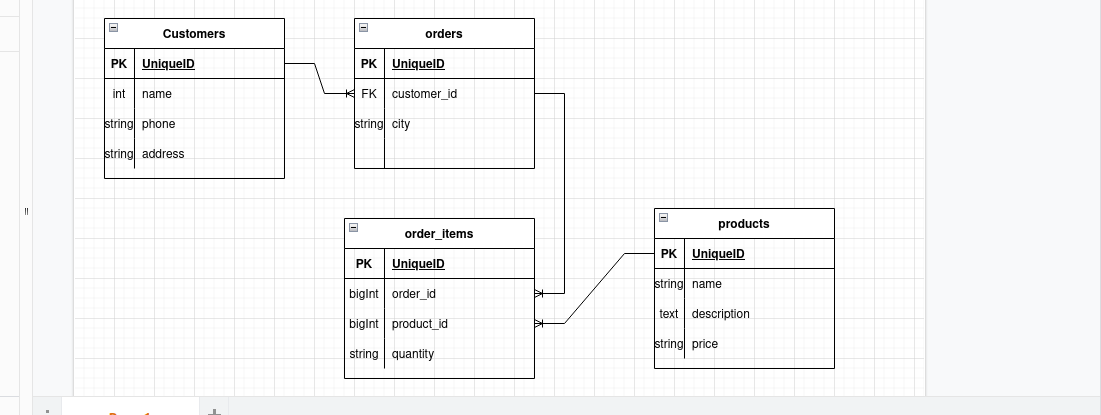 Customers
PK UniqueID
int name
string phone
string address
orders
PK UniqueID
FK customer_id
string city
order_items
PK UniqueID
bigInt order_id
bigInt product_id
string quantity
products
PK UniqueID
string name
text description
string price